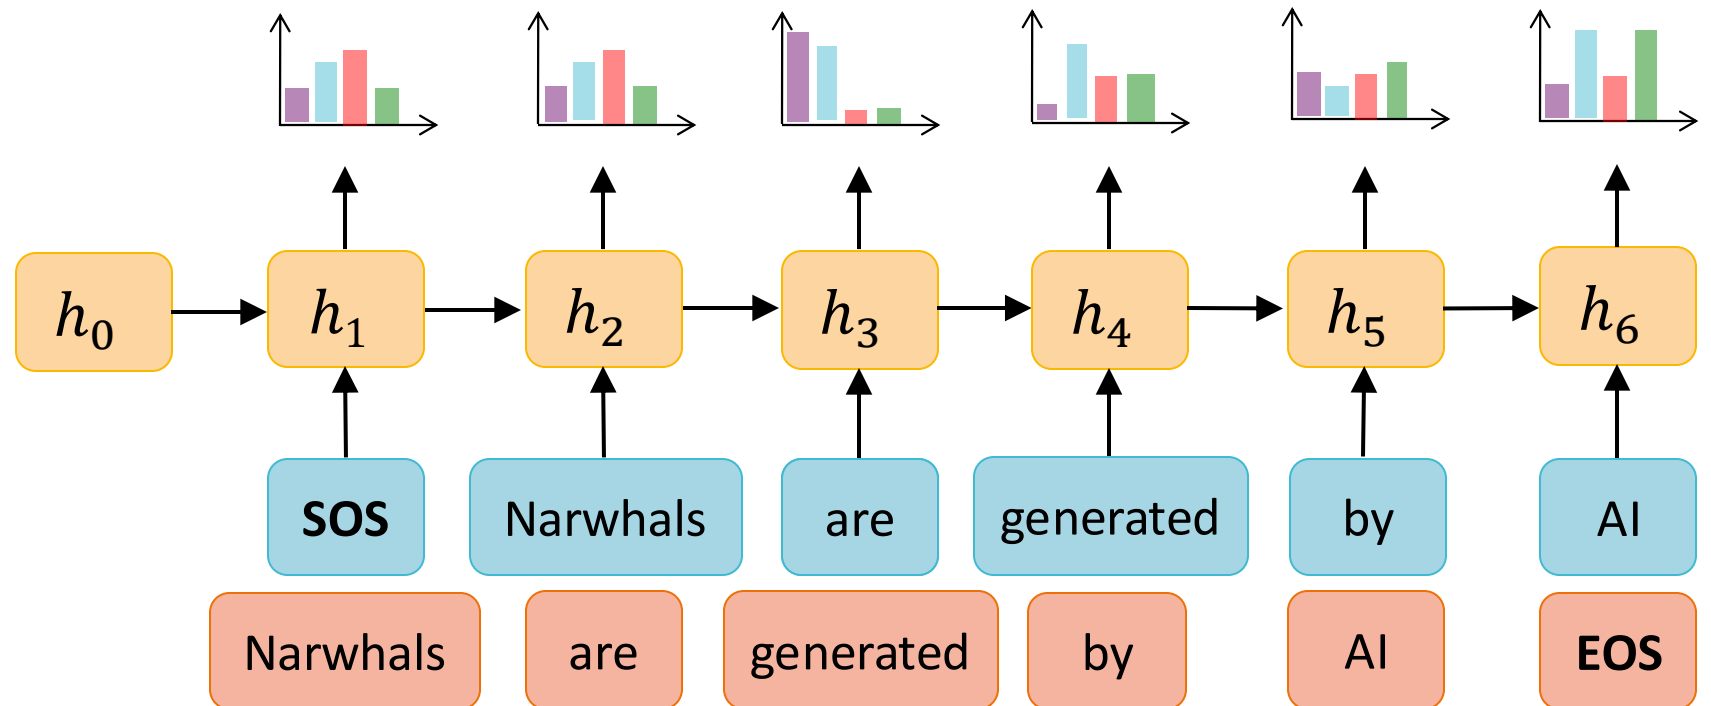 h₀ h₁ h₂ h₃ h₄ h₅ h₆
SOS Narwhals are generated by AI
Narwhals are generated by AI EOS